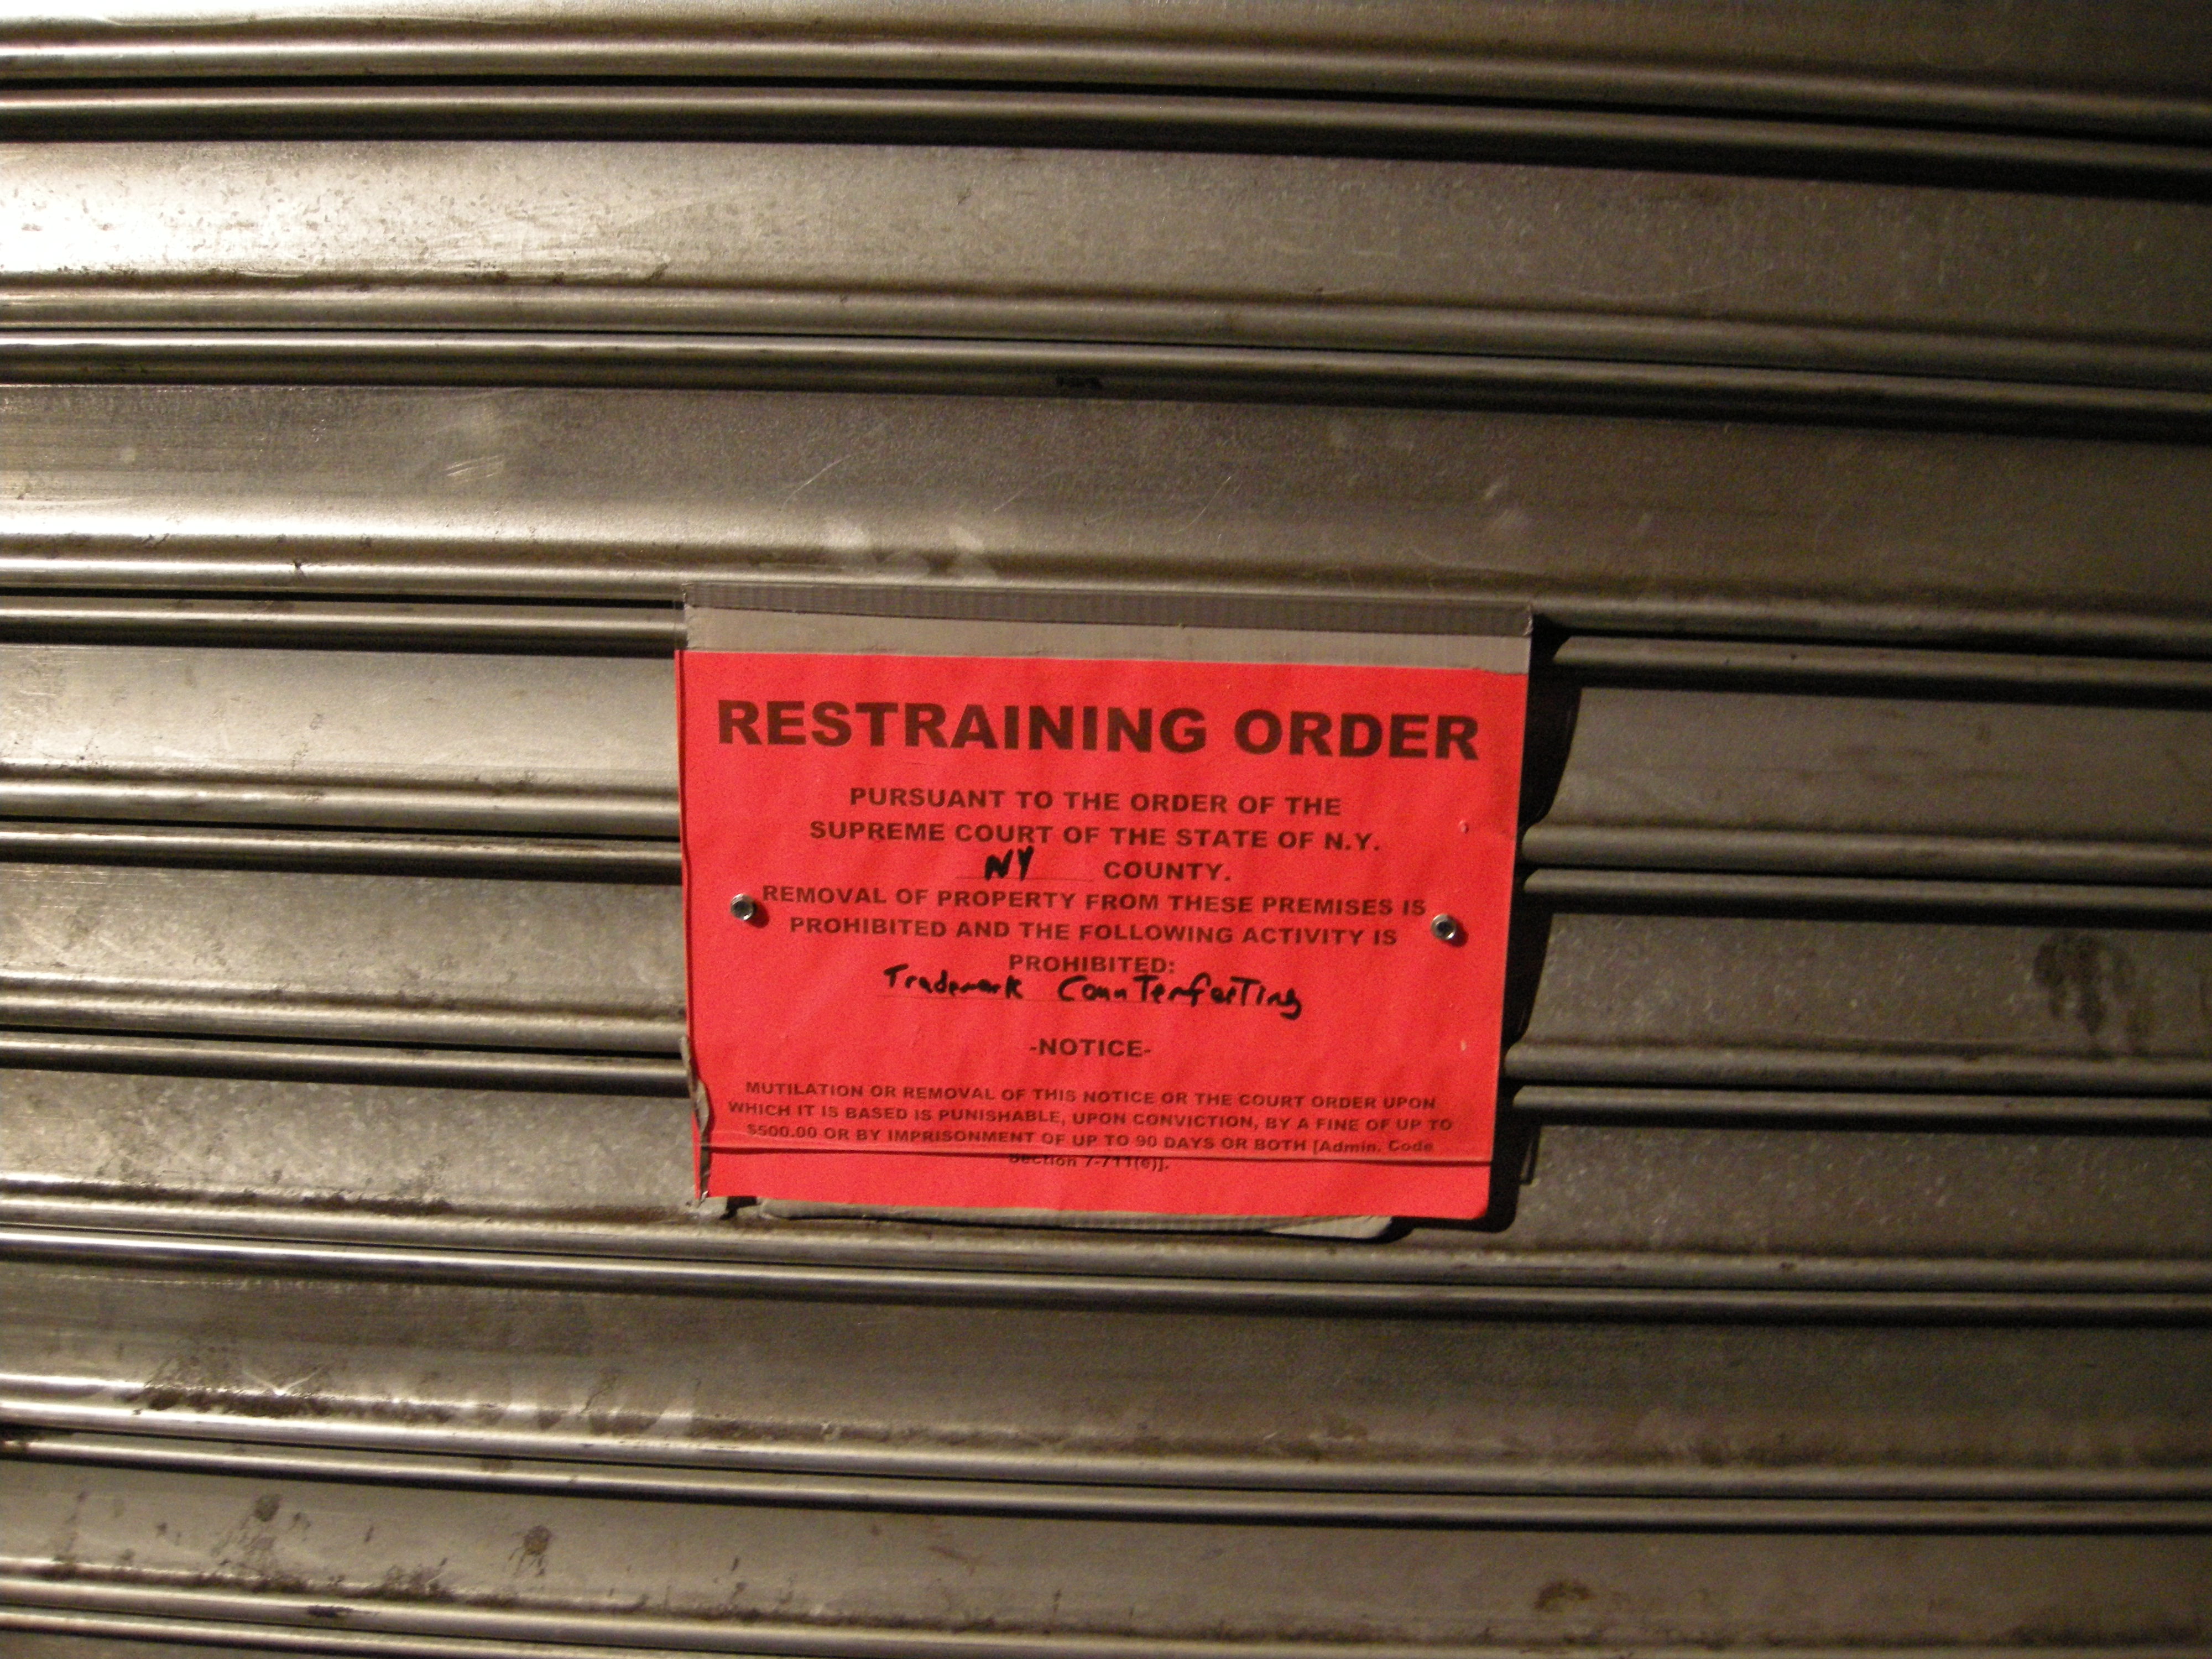 RESTRAINING ORDER
PURSUANT TO THE ORDER OF THE
SUPREME COURT OF THE STATE OF N.Y.
NY COUNTY.
REMOVAL OF PROPERTY FROM THESE PREMISES IS
PROHIBITED AND THE FOLLOWING ACTIVITY IS
PROHIBITED:
Trademark CounTerfeiTing
-NOTICE-
MUTILATION OR REMOVAL OF THIS NOTICE OR THE COURT ORDER UPON
WHICH IT IS BASED IS PUNISHABLE, UPON CONVICTION, BY A FINE OF UP TO
$500.00 OR BY IMPRISONMENT OF UP TO 90 DAYS OR BOTH [Admin. Code
Section 7-711(e)].